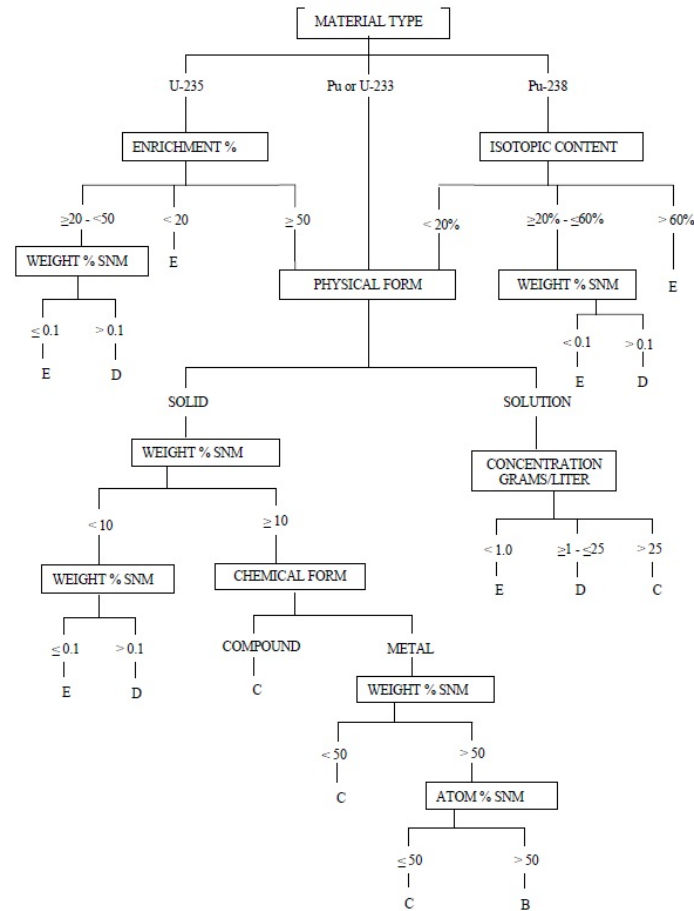 MATERIAL TYPE
U-235 Pu or U-233 Pu-238
ENRICHMENT % ISOTOPIC CONTENT
≥20 - <50 < 20 ≥ 50 < 20% ≥20% - ≤60% > 60%
E
WEIGHT % SNM PHYSICAL FORM WEIGHT % SNM E
≤ 0.1 > 0.1 < 0.1 > 0.1
E D E D
SOLID SOLUTION
WEIGHT % SNM CONCENTRATION
GRAMS/LITER
< 10 ≥ 10 < 1.0 ≥1 - ≤25 > 25
WEIGHT % SNM CHEMICAL FORM E D C
≤ 0.1 > 0.1 COMPOUND METAL
E D C WEIGHT % SNM
< 50 > 50
C ATOM % SNM
≤ 50 > 50
C B